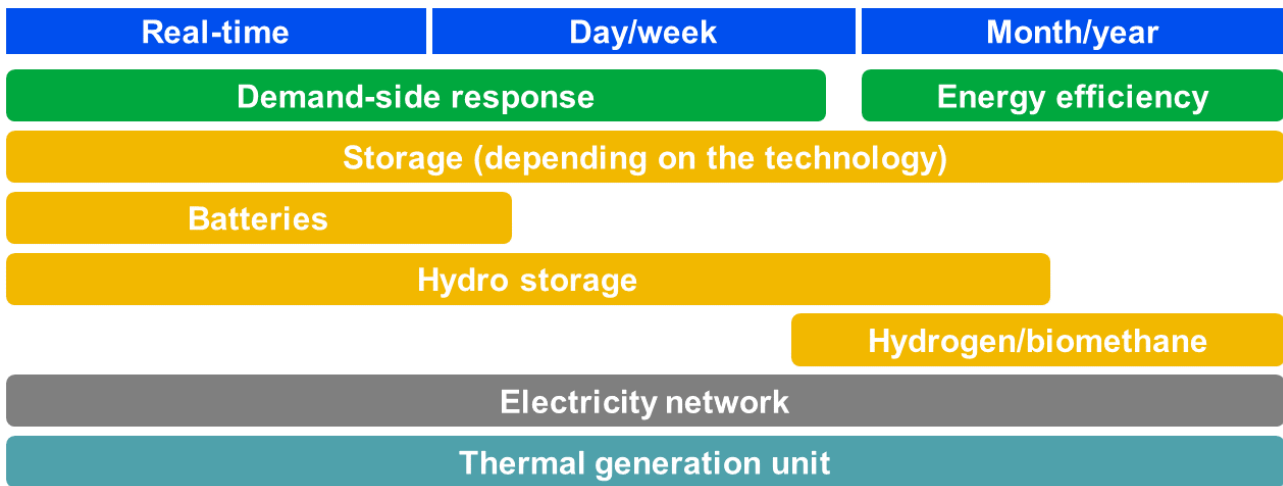 Real-time Day/week Month/year
Demand-side response Energy efficiency
Storage (depending on the technology)
Batteries
Hydro storage
Hydrogen/biomethane
Electricity network
Thermal generation unit